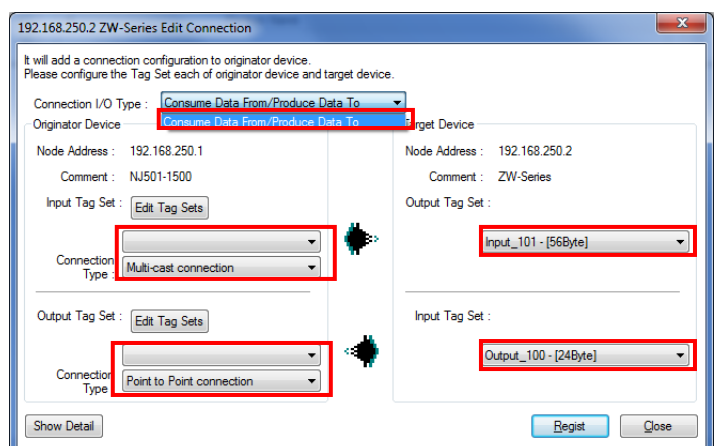 192.168.250.2 ZW-Series Edit Connection
It will add a connection configuration to originator device.
Please configure the Tag Set each of originator device and target device.
Connection I/O Type : Consume Data From/Produce Data To
Consume Data From/Produce Data To
Originator Device
Node Address : 192.168.250.1
Comment : NJ501-1500
Input Tag Set : Edit Tag Sets
Connection Type : Multi-cast connection
Output Tag Set : Edit Tag Sets
Connection Type Point to Point connection
Target Device
Node Address : 192.168.250.2
Comment : ZW-Series
Output Tag Set :
Input_101 - [56Byte]
Input Tag Set :
Output_100 - [24Byte]
Show Detail
Regist
Close